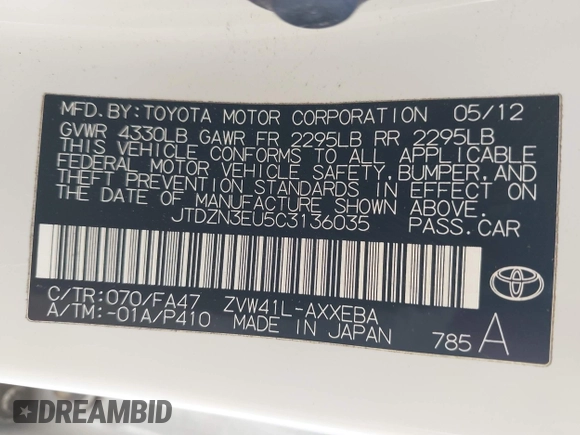 MFD.BY:TOYOTA MOTOR CORPORATION 05/12
GVWR 4330LB GAWR FR 2295LB RR 2295LB
THIS VEHICLE CONFORMS TO ALL APPLICABLE
FEDERAL MOTOR VEHICLE SAFETY,BUMPER,AND
THEFT PREVENTION STANDARDS IN EFFECT ON
THE DATE OF MANUFACTURE SHOWN ABOVE.
JTDZN3EU5C3136035 PASS.CAR
C/TR:070/FA47 ZVW41L-AXXEBA
A/TM:-01A/P410 MADE IN JAPAN 785 A
DREAMBID